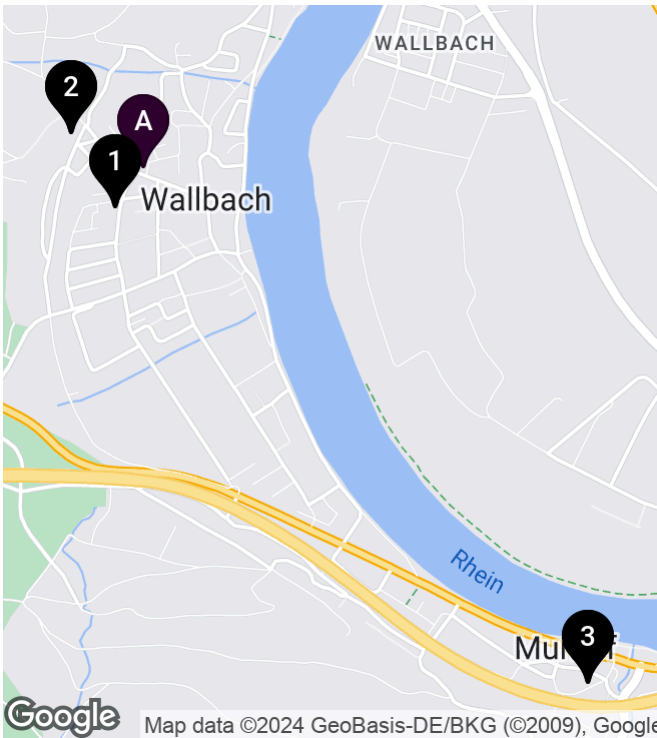 WALLBACH
2
A
1
Wallbach
Rhein
3
Google
Map data ©2024 GeoBasis-DE/BKG (©2009), Google